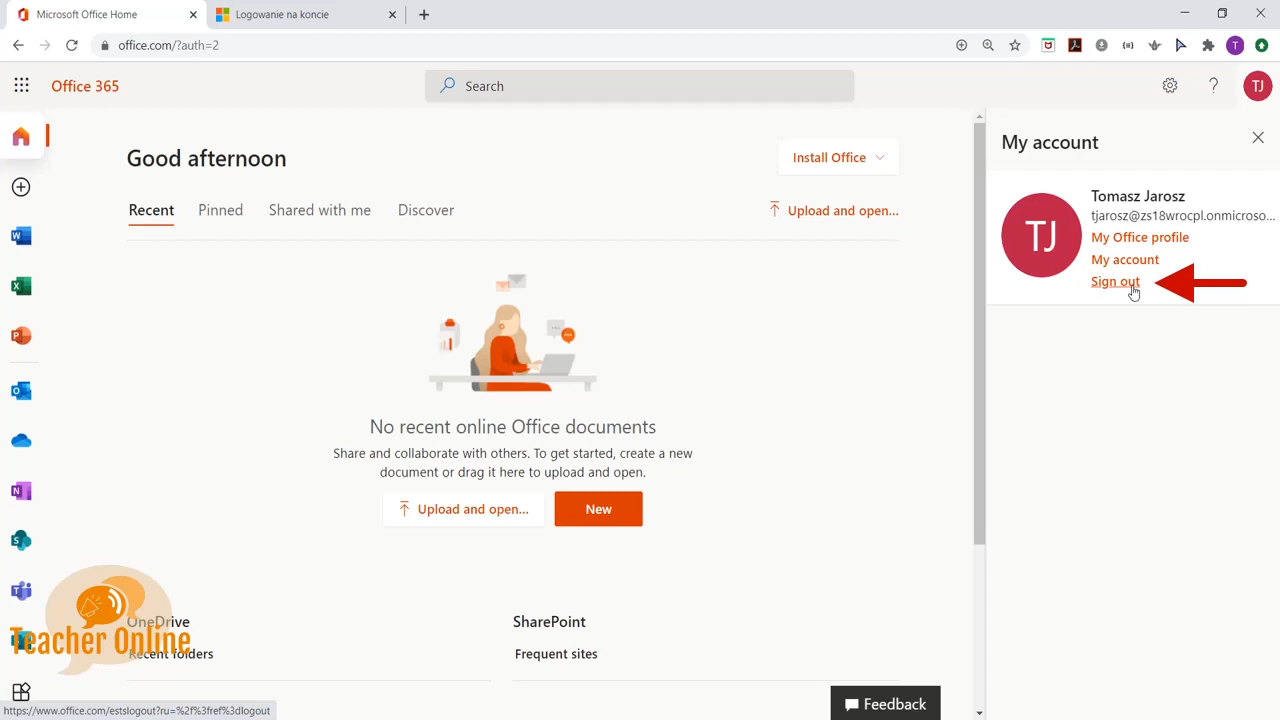 Microsoft Office Home
Logowanie na koncie
office.com/?auth=2
T
Office 365
Search
?
TJ
Good afternoon
Install Office
Recent
Pinned
Shared with me
Discover
Upload and open...
No recent online Office documents
Share and collaborate with others. To get started, create a new
document or drag it here to upload and open.
Upload and open...
New
OneDrive
Recent folders
SharePoint
Frequent sites
My account
TJ
Tomasz Jarosz
tjarosz@zs18wrocpl.onmicroso...
My Office profile
My account
Sign out
Teacher Online
Feedback
https://www.office.com/estslogout?ru=%2f%3fref%3dlogout